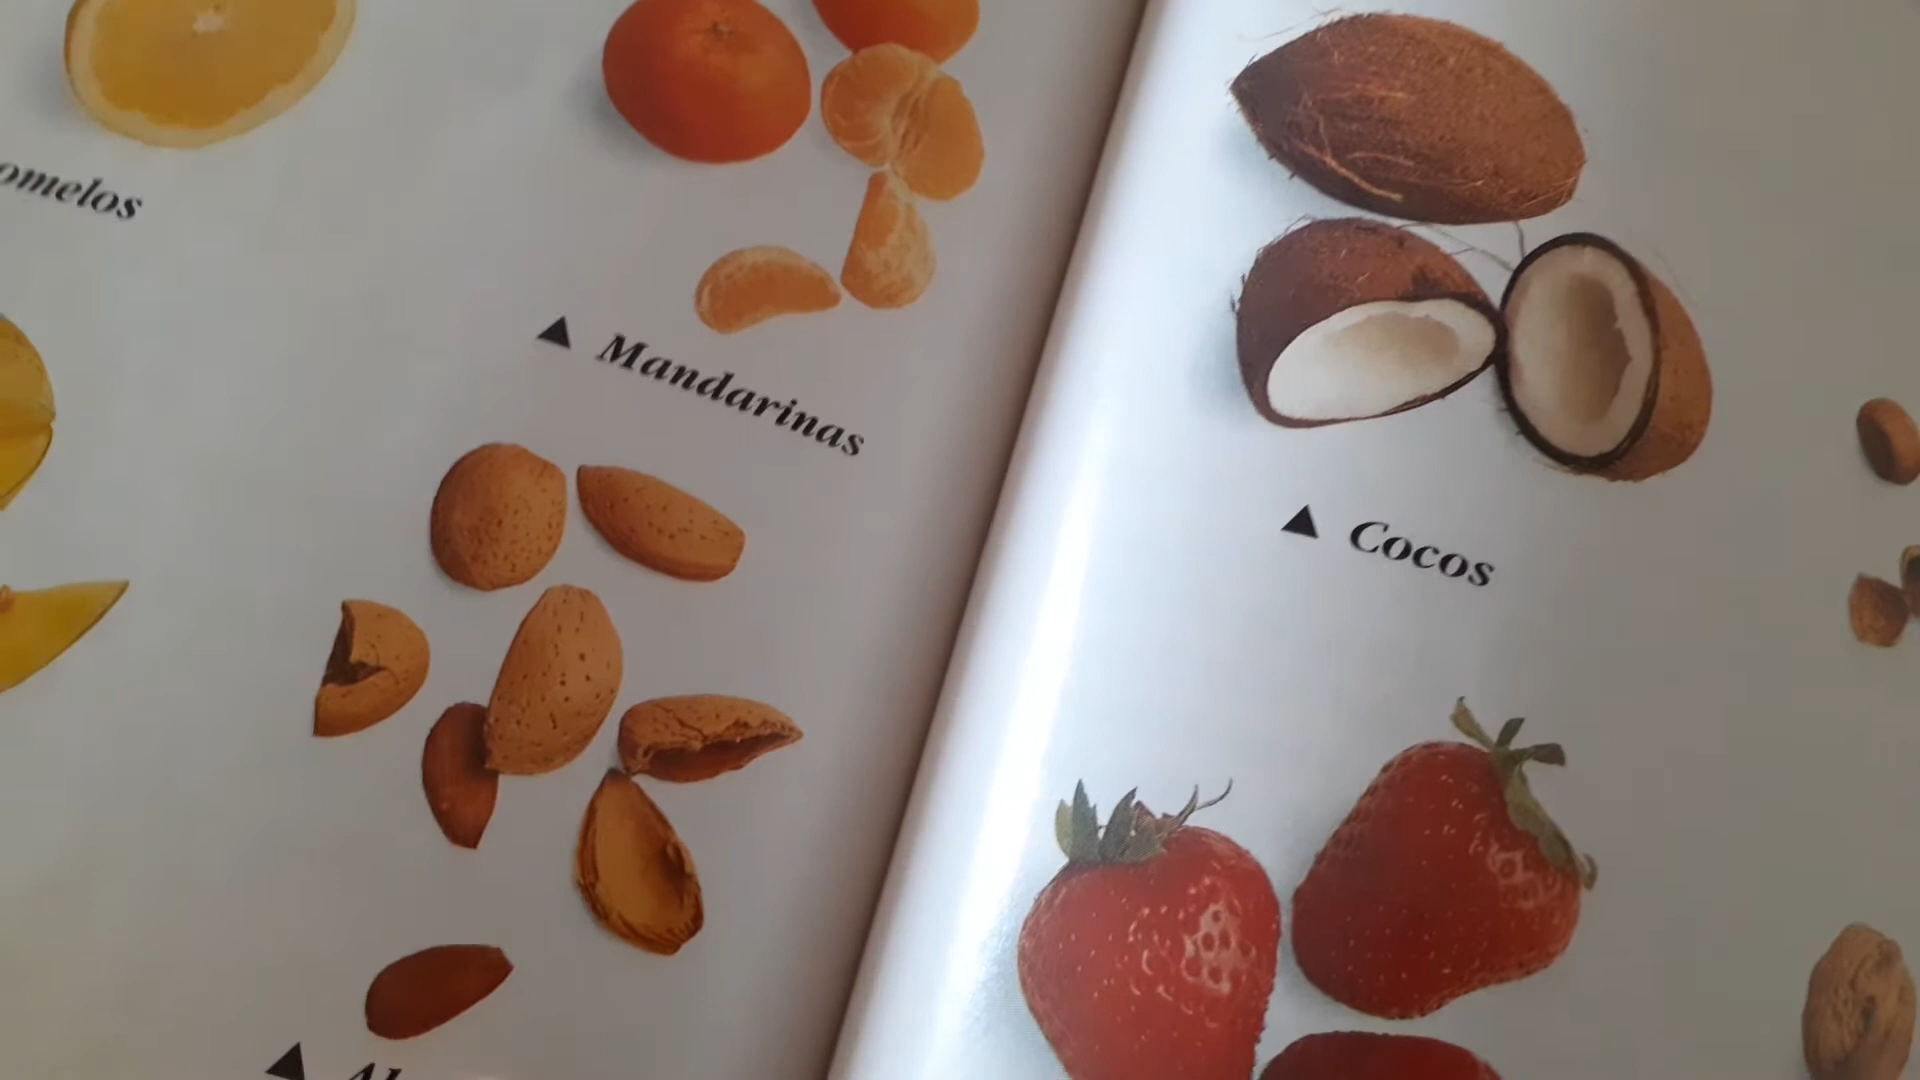 omelos
▲ Mandarinas
▲ Cocos